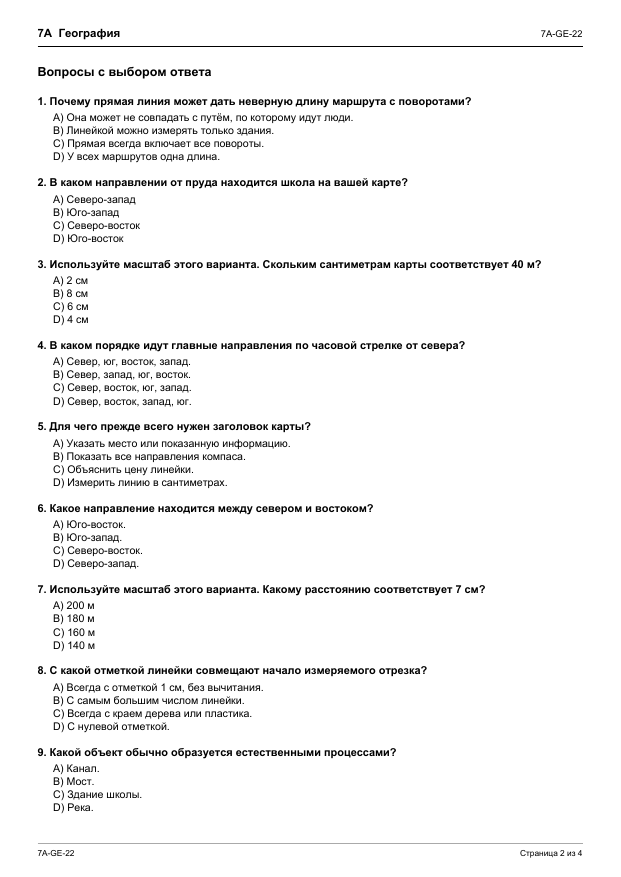 7A География
7A-GE-22
Вопросы с выбором ответа
1. Почему прямая линия может дать неверную длину маршрута с поворотами?
A) Она может не совпадать с путём, по которому идут люди.
B) Линейкой можно измерять только здания.
C) Прямая всегда включает все повороты.
D) У всех маршрутов одна длина.
2. В каком направлении от пруда находится школа на вашей карте?
A) Северо-запад
B) Юго-запад
C) Северо-восток
D) Юго-восток
3. Используйте масштаб этого варианта. Скольким сантиметрам карты соответствует 40 м?
A) 2 см
B) 8 см
C) 6 см
D) 4 см
4. В каком порядке идут главные направления по часовой стрелке от севера?
A) Север, юг, восток, запад.
B) Север, запад, юг, восток.
C) Север, восток, юг, запад.
D) Север, восток, запад, юг.
5. Для чего прежде всего нужен заголовок карты?
A) Указать место или показанную информацию.
B) Показать все направления компаса.
C) Объяснить цену линейки.
D) Измерить линию в сантиметрах.
6. Какое направление находится между севером и востоком?
A) Юго-восток.
B) Юго-запад.
C) Северо-восток.
D) Северо-запад.
7. Используйте масштаб этого варианта. Какому расстоянию соответствует 7 см?
A) 200 м
B) 180 м
C) 160 м
D) 140 м
8. С какой отметкой линейки совмещают начало измеряемого отрезка?
A) Всегда с отметкой 1 см, без вычитания.
B) С самым большим числом линейки.
C) Всегда с краем дерева или пластика.
D) С нулевой отметкой.
9. Какой объект обычно образуется естественными процессами?
A) Канал.
B) Мост.
C) Здание школы.
D) Река.
7A-GE-22
Страница 2 из 4